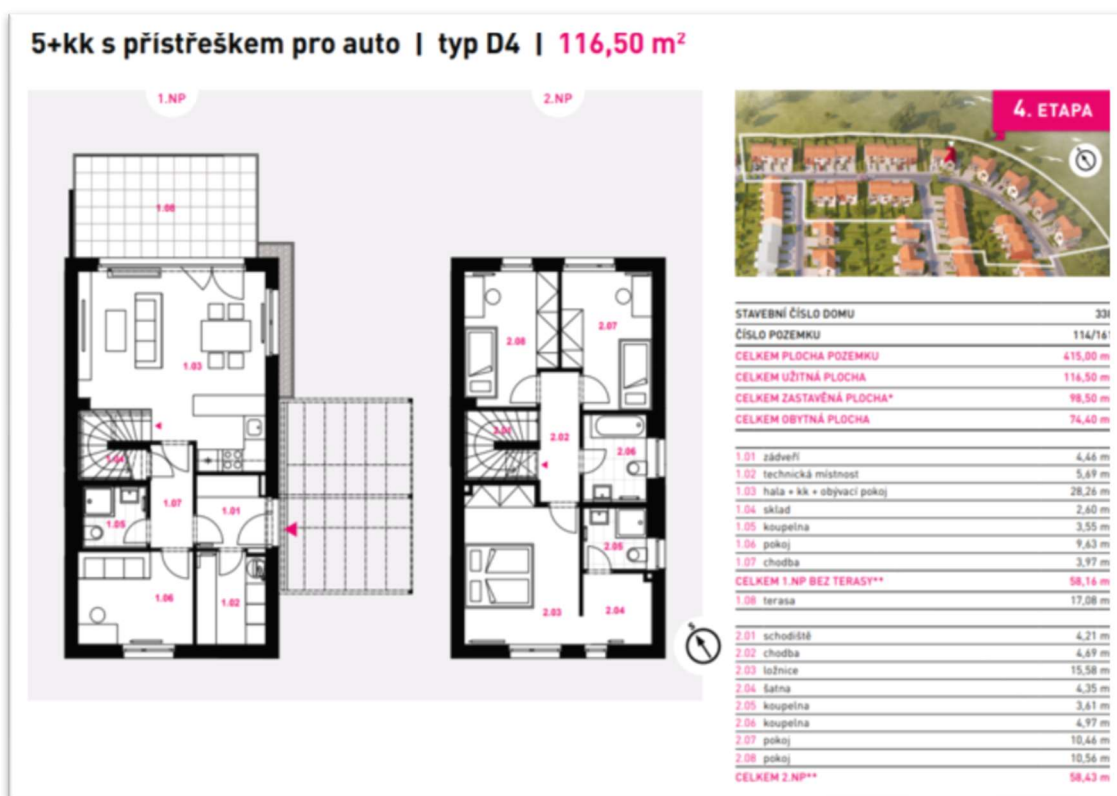 5+kk s přístřeškem pro auto | typ D4 | 116,50 m²
1.NP
2.NP
1.08
1.03
1.04
1.07
1.01
1.05
1.06
1.02
2.08
2.07
2.01
2.02
2.06
2.05
2.03
2.04
S
4. ETAPA
STAVEBNÍ ČÍSLO DOMU 338
ČÍSLO POZEMKU 114/161
CELKEM PLOCHA POZEMKU 415,00 m
CELKEM UŽITNÁ PLOCHA 116,50 m
CELKEM ZASTAVĚNÁ PLOCHA* 98,50 m
CELKEM OBYTNÁ PLOCHA 74,40 m
1.01 zádveří 4,46 m
1.02 technická místnost 5,69 m
1.03 hala + kk + obývací pokoj 28,26 m
1.04 sklad 2,60 m
1.05 koupelna 3,55 m
1.06 pokoj 9,63 m
1.07 chodba 3,97 m
CELKEM 1.NP BEZ TERASY** 58,16 m
1.08 terasa 17,08 m
2.01 schodiště 4,21 m
2.02 chodba 4,69 m
2.03 ložnice 15,58 m
2.04 šatna 4,35 m
2.05 koupelna 3,61 m
2.06 koupelna 4,97 m
2.07 pokoj 10,46 m
2.08 pokoj 10,56 m
CELKEM 2.NP** 58,43 m